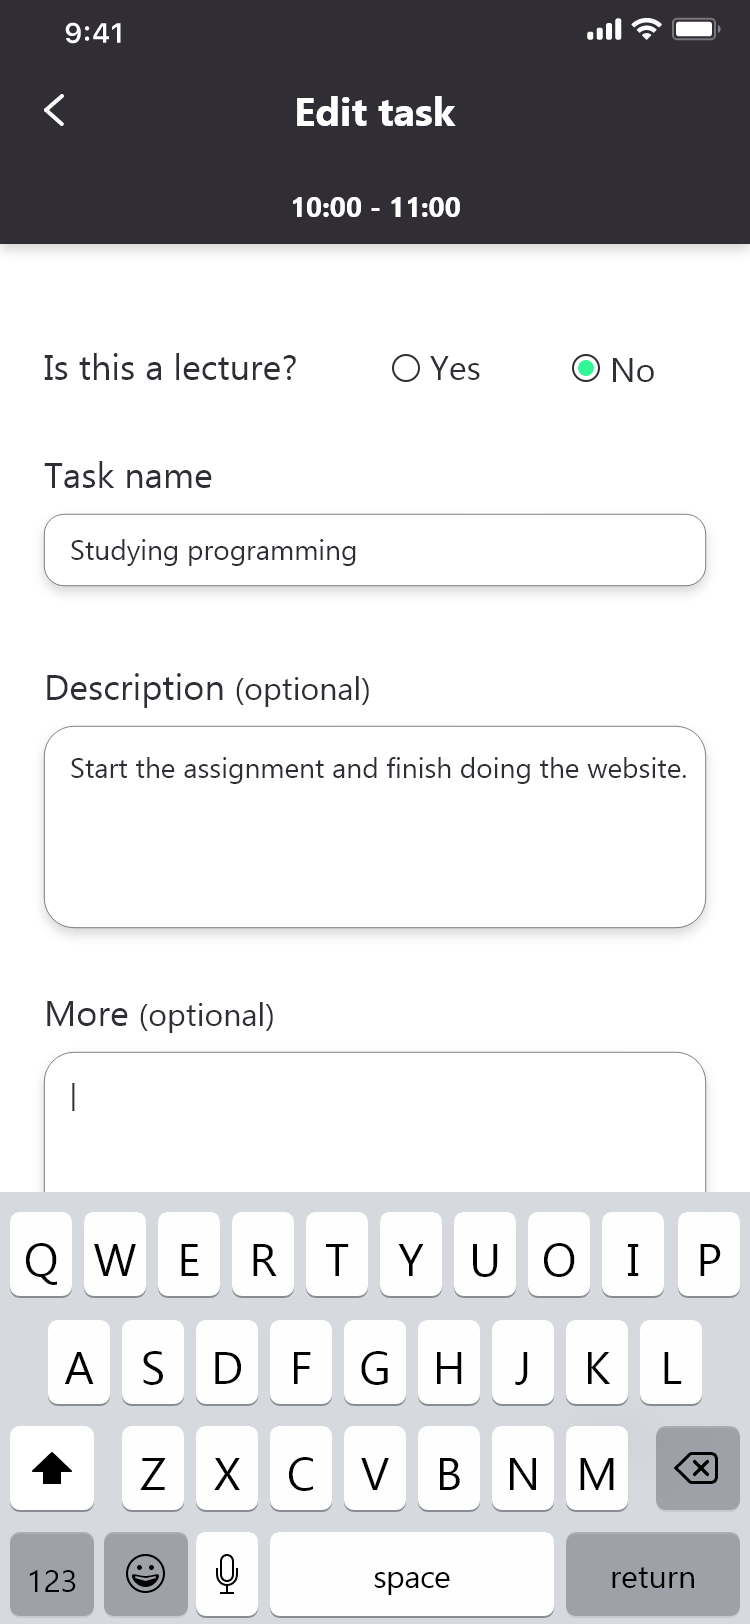 9:41
Edit task
10:00 - 11:00
Is this a lecture? Yes No
Task name
Studying programming
Description (optional)
Start the assignment and finish doing the website.
More (optional)
Q W E R T Y U O I P
A S D F G H J K L
Z X C V B N M
123 space return